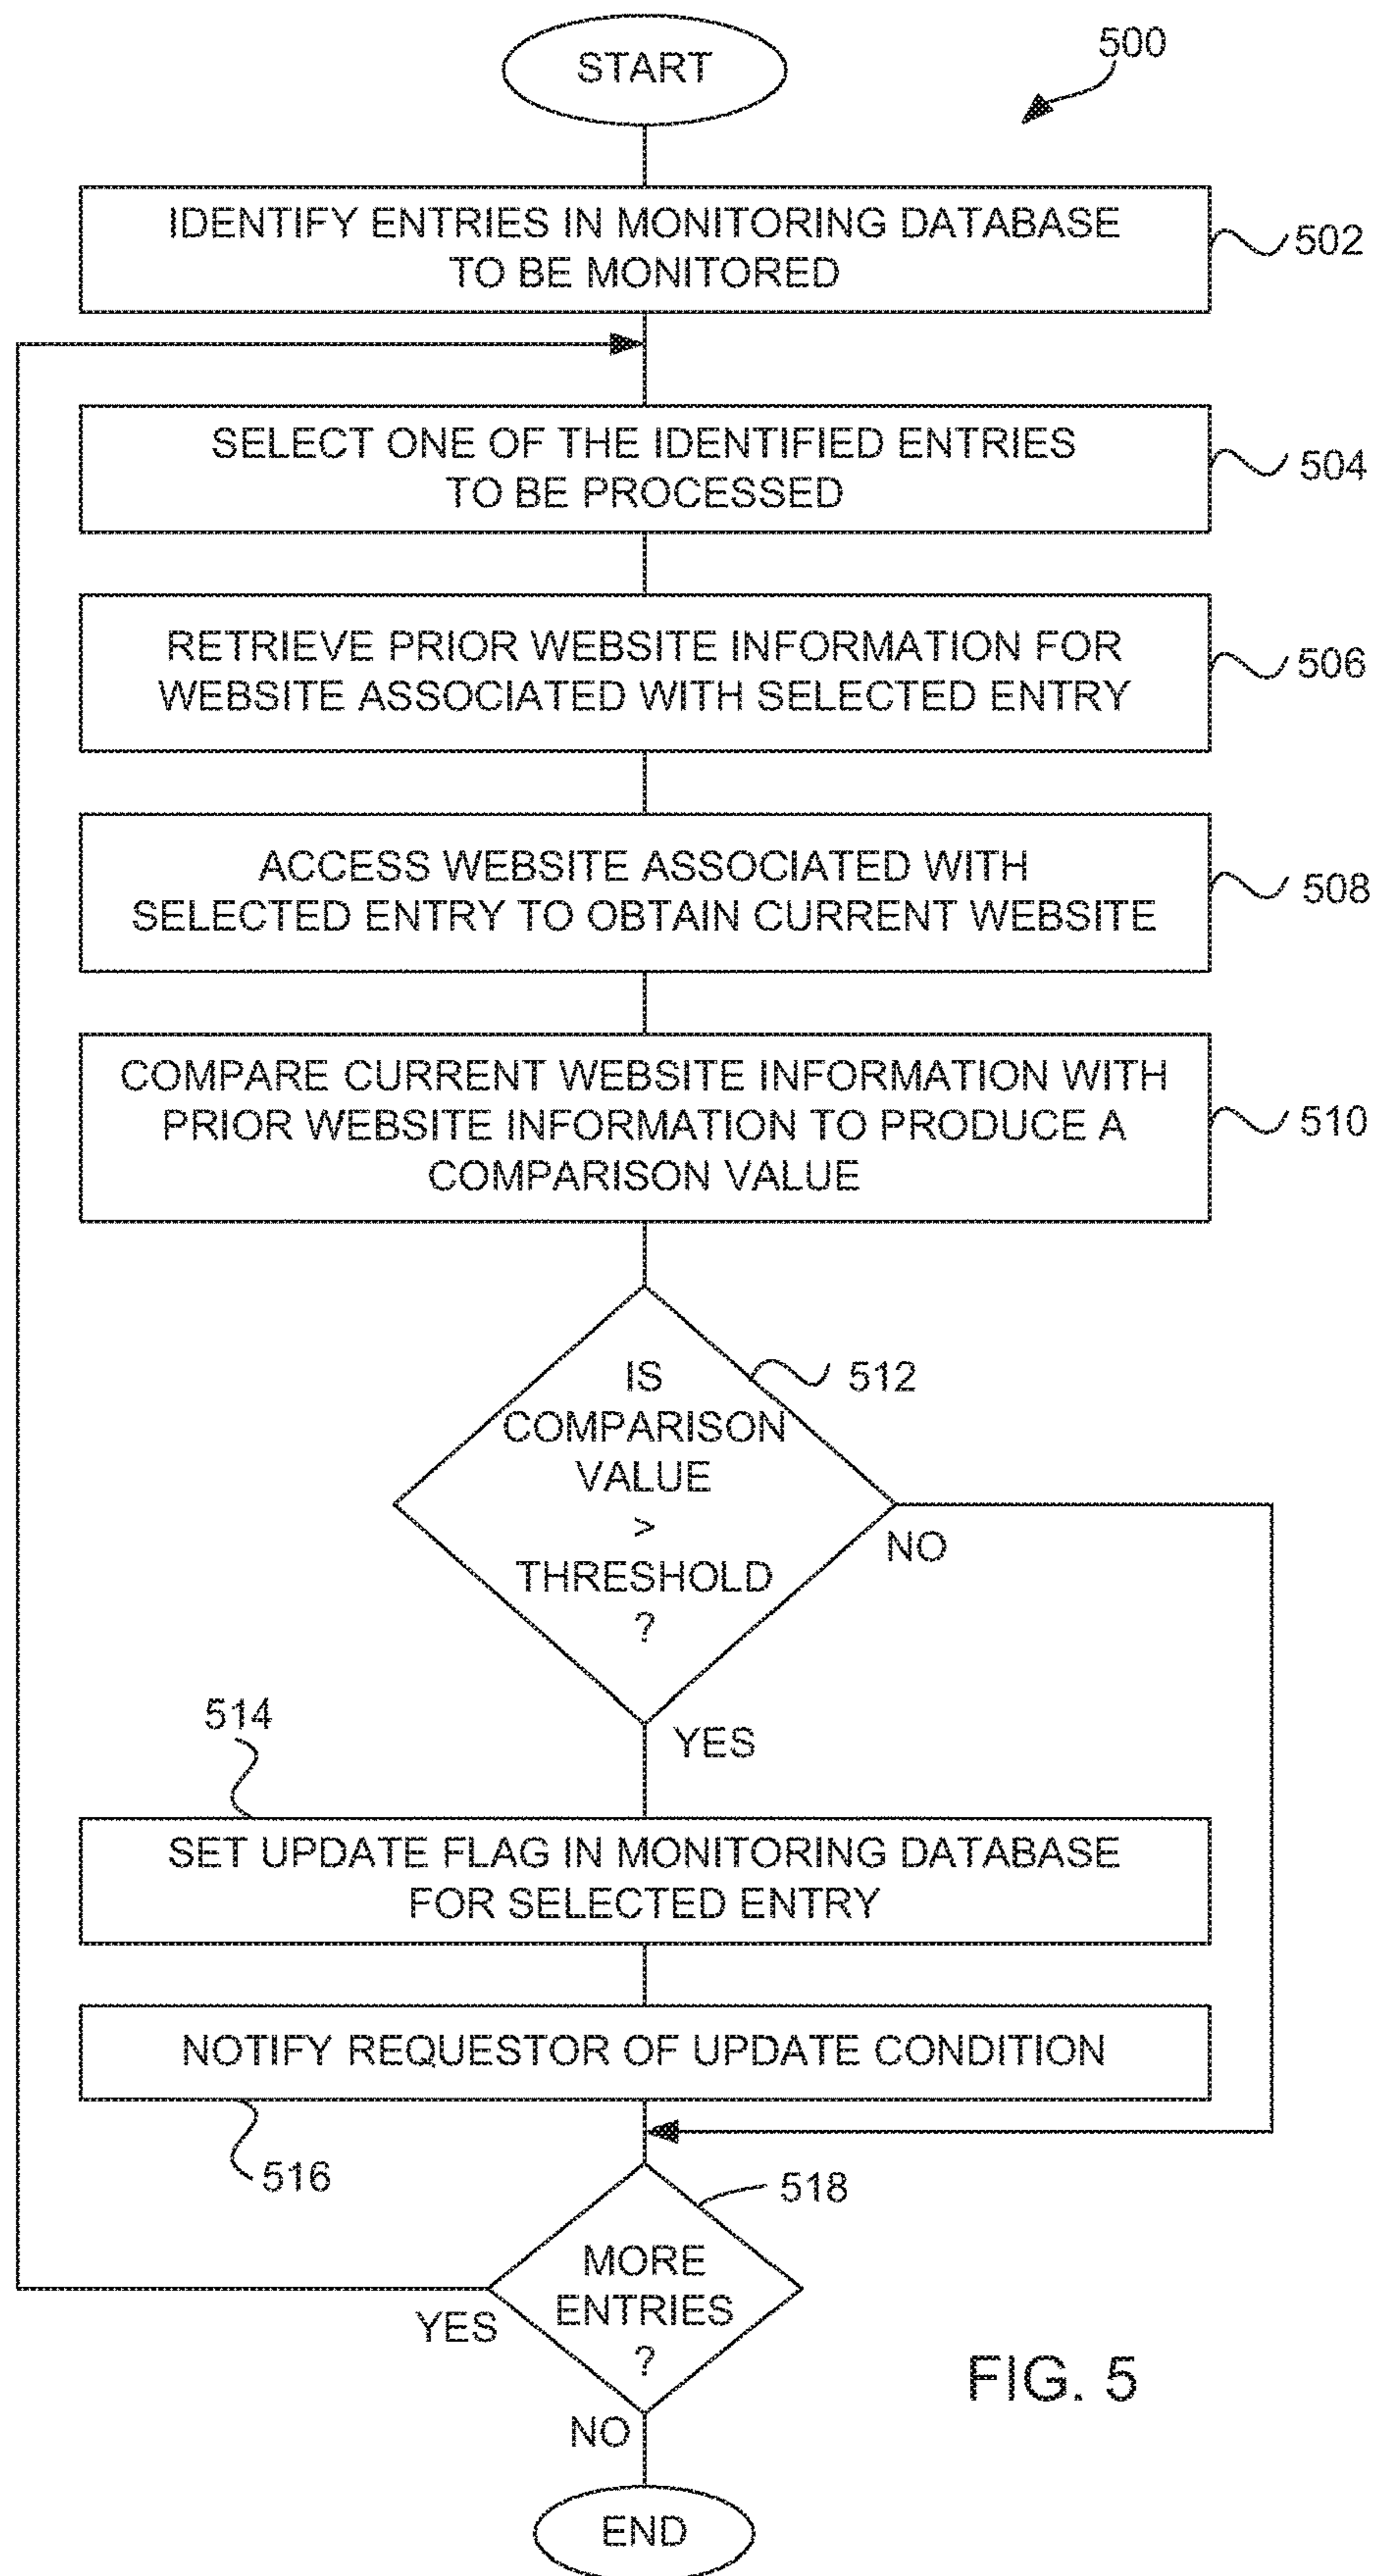 START
500
IDENTIFY ENTRIES IN MONITORING DATABASE
TO BE MONITORED
502
SELECT ONE OF THE IDENTIFIED ENTRIES
TO BE PROCESSED
504
RETRIEVE PRIOR WEBSITE INFORMATION FOR
WEBSITE ASSOCIATED WITH SELECTED ENTRY
506
ACCESS WEBSITE ASSOCIATED WITH
SELECTED ENTRY TO OBTAIN CURRENT WEBSITE
508
COMPARE CURRENT WEBSITE INFORMATION WITH
PRIOR WEBSITE INFORMATION TO PRODUCE A
COMPARISON VALUE
510
IS
COMPARISON
VALUE
>
THRESHOLD
?
512
NO
YES
514
SET UPDATE FLAG IN MONITORING DATABASE
FOR SELECTED ENTRY
NOTIFY REQUESTOR OF UPDATE CONDITION
516
518
MORE
ENTRIES
?
YES
NO
FIG. 5
END